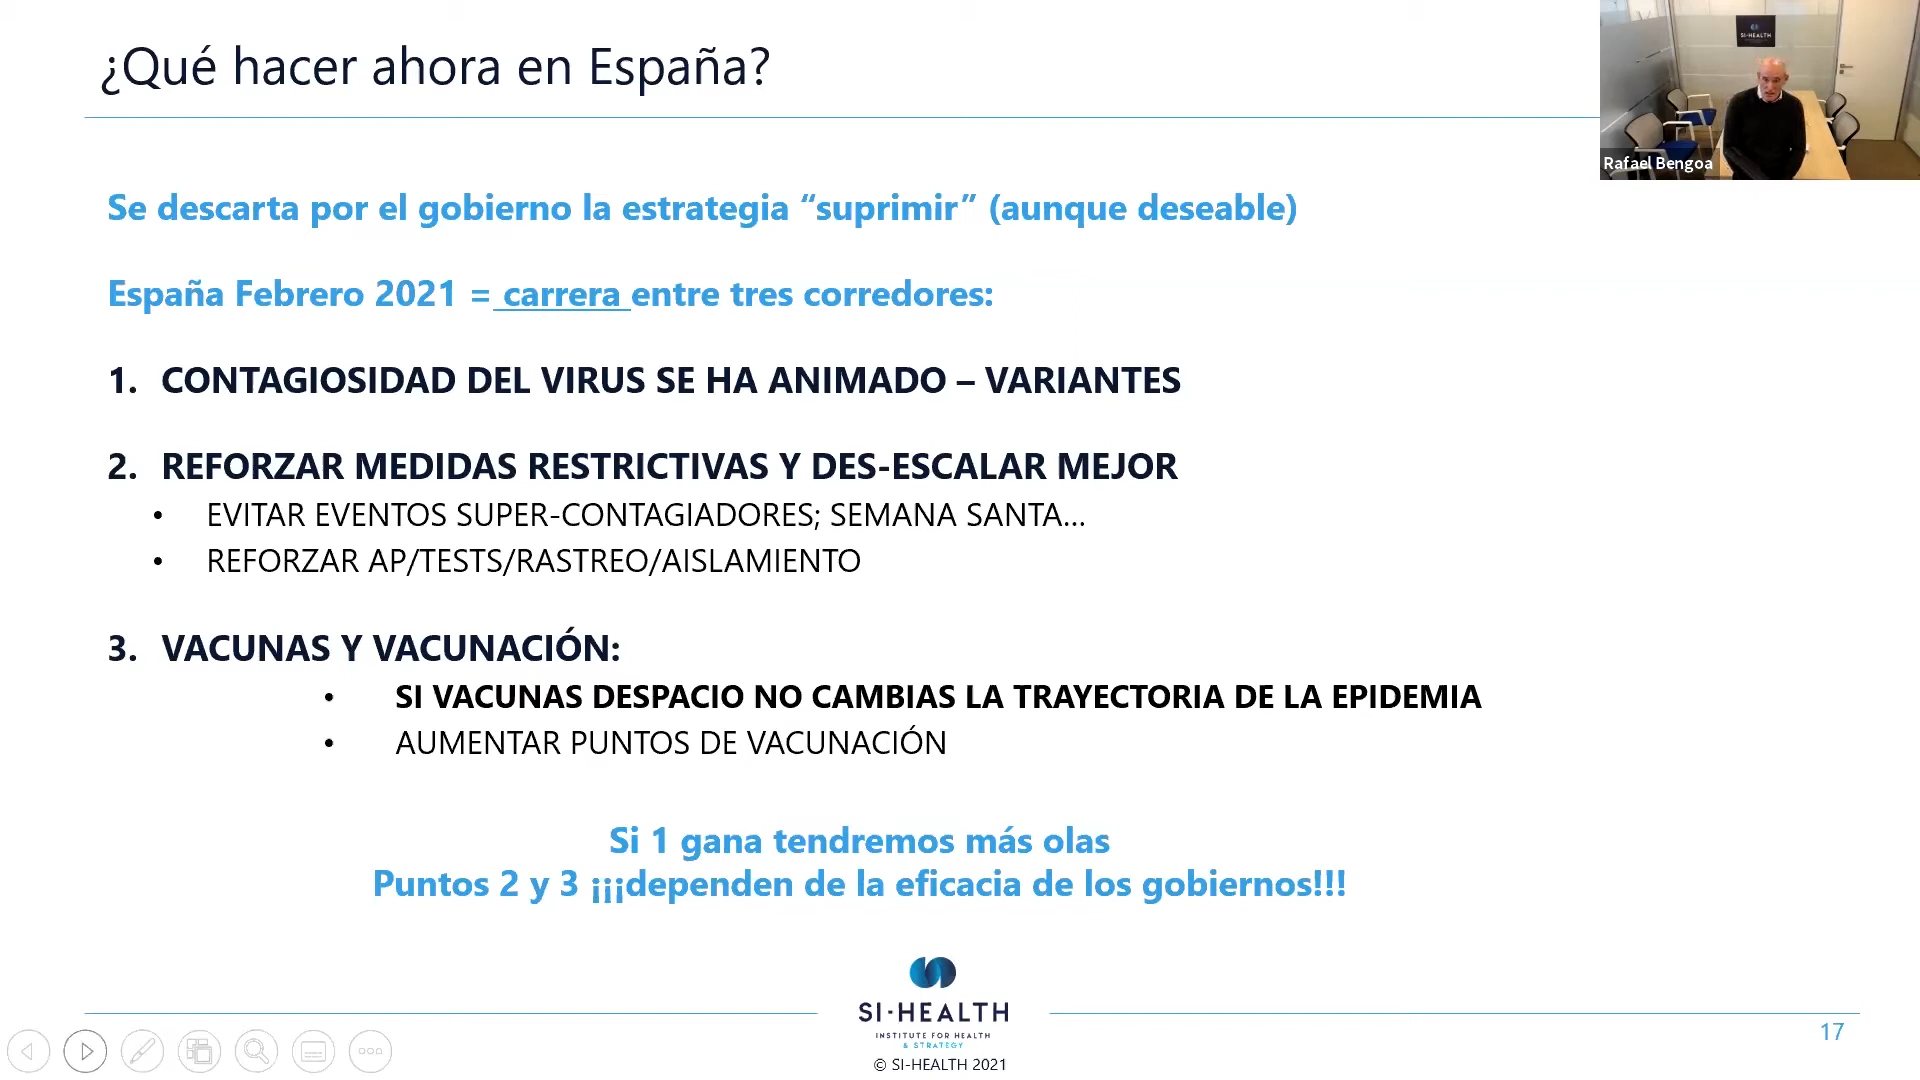 ¿Qué hacer ahora en España?
SI-HEALTH
Rafael Bengoa
Se descarta por el gobierno la estrategia “suprimir” (aunque deseable)
España Febrero 2021 = carrera entre tres corredores:
1. CONTAGIOSIDAD DEL VIRUS SE HA ANIMADO – VARIANTES
2. REFORZAR MEDIDAS RESTRICTIVAS Y DES-ESCALAR MEJOR
• EVITAR EVENTOS SUPER-CONTAGIADORES; SEMANA SANTA...
• REFORZAR AP/TESTS/RASTREO/AISLAMIENTO
3. VACUNAS Y VACUNACIÓN:
• SI VACUNAS DESPACIO NO CAMBIAS LA TRAYECTORIA DE LA EPIDEMIA
• AUMENTAR PUNTOS DE VACUNACIÓN
Si 1 gana tendremos más olas
Puntos 2 y 3 ¡¡¡dependen de la eficacia de los gobiernos!!!
SI-HEALTH
INSTITUTE FOR HEALTH
& STRATEGY
© SI-HEALTH 2021
17